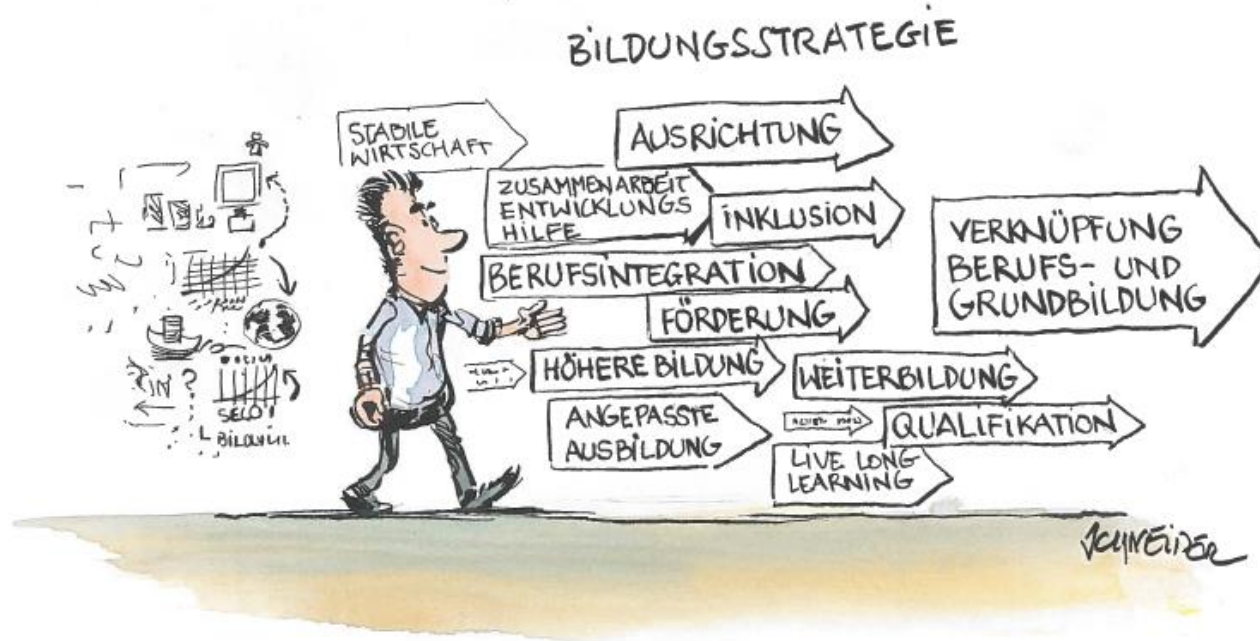 BiLDUNGSSTRATEGIE
STABILE
WIRTSCHAFT
AUSRICHTUNG
ZUSAMMENARBEIT
ENTWICKLUNGS
HILFE
iNKLUSION
VERKNÜPFUNG
BERUFS- UND
GRUNDBILDUNG
BERUFSiNTEGRATiON
FÖRDERUNG
HÖHERE BILDUNG
WEITERBILDUNG
ANGEPASSTE
AUSBiLDUNG
QUALiFiKATiON
LIVE LONG
LEARNING
?
SECO
SCHNEiDER